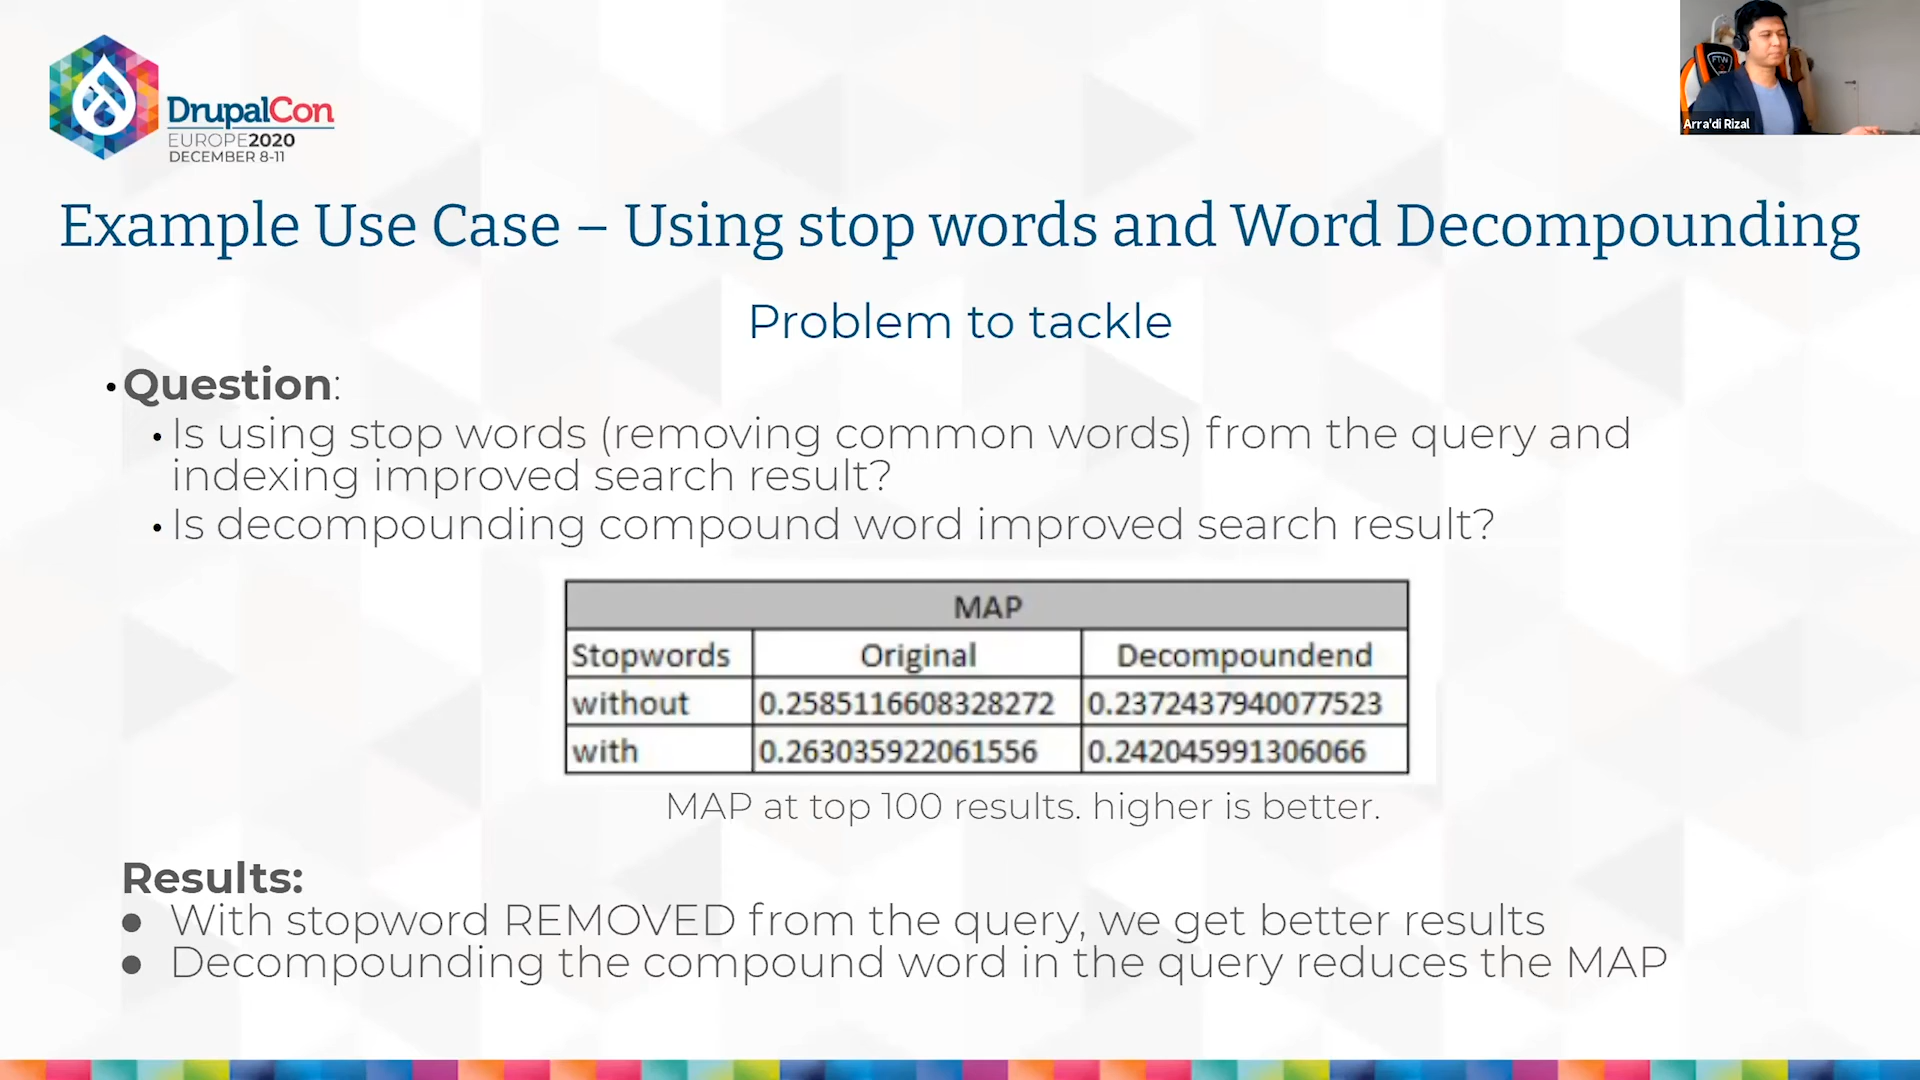 DrupalCon
EUROPE2020
DECEMBER 8-11
FTW
Arra'di Rizal
Example Use Case – Using stop words and Word Decompounding
Problem to tackle
• Question:
• Is using stop words (removing common words) from the query and
indexing improved search result?
• Is decompounding compound word improved search result?
MAP
Stopwords Original Decompoundend
without 0.2585116608328272 0.2372437940077523
with 0.263035922061556 0.242045991306066
MAP at top 100 results. higher is better.
Results:
● With stopword REMOVED from the query, we get better results
● Decompounding the compound word in the query reduces the MAP